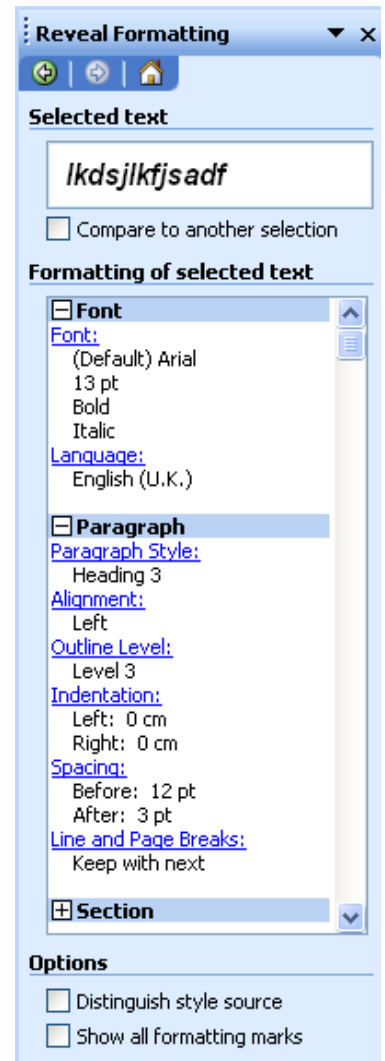 Reveal Formatting
Selected text
lkdsjlkfjsadf
Compare to another selection
Formatting of selected text
Font
Font:
(Default) Arial
13 pt
Bold
Italic
Language:
English (U.K.)
Paragraph
Paragraph Style:
Heading 3
Alignment:
Left
Outline Level:
Level 3
Indentation:
Left: 0 cm
Right: 0 cm
Spacing:
Before: 12 pt
After: 3 pt
Line and Page Breaks:
Keep with next
Section
Options
Distinguish style source
Show all formatting marks